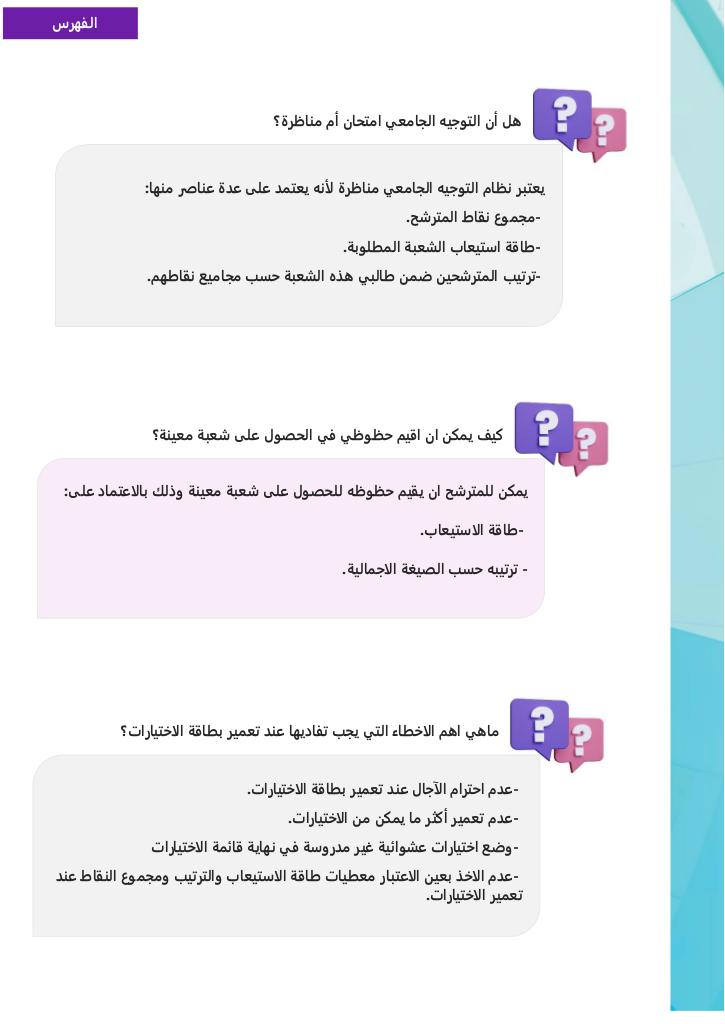 الفهرس
هل أن التوجيه الجامعي امتحان أم مناظرة؟
يعتبر نظام التوجيه الجامعي مناظرة لأنه يعتمد على عدة عناصر منها:
-مجموع نقاط المترشح.
-طاقة استيعاب الشعبة المطلوبة.
-ترتيب المترشحين ضمن طالبي هذه الشعبة حسب مجاميع نقاطهم.
كيف يمكن ان اقيم حظوظي في الحصول على شعبة معينة؟
يمكن للمترشح ان يقيم حظوظه للحصول على شعبة معينة وذلك بالاعتماد على:
-طاقة الاستيعاب.
- ترتيبه حسب الصيغة الاجمالية.
ماهي اهم الاخطاء التي يجب تفاديها عند تعمير بطاقة الاختيارات؟
-عدم احترام الآجال عند تعمير بطاقة الاختيارات.
-عدم تعمير أكثر ما يمكن من الاختيارات.
-وضع اختيارات عشوائية غير مدروسة في نهاية قائمة الاختيارات
-عدم الاخذ بعين الاعتبار معطيات طاقة الاستيعاب والترتيب ومجموع النقاط عند
تعمير الاختيارات.